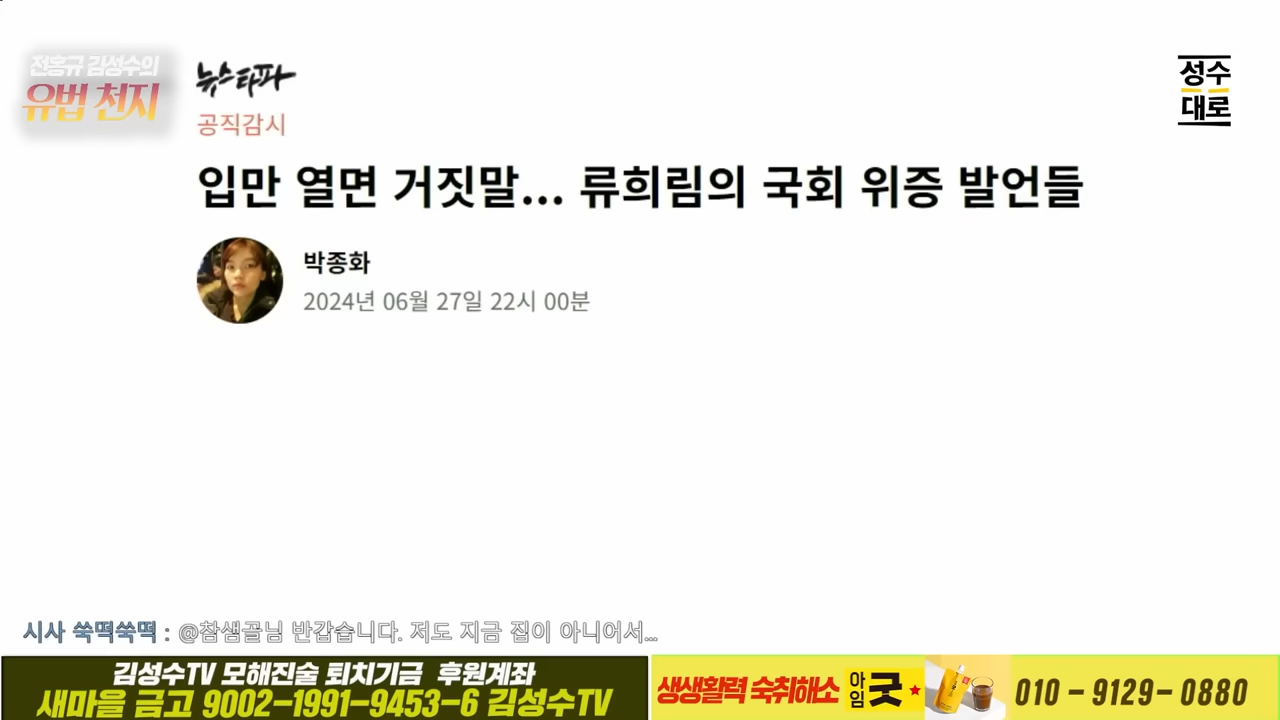 전홍규 김성수의
유법 천지
뉴스타파
공직감시
성수
대로
입만 열면 거짓말... 류희림의 국회 위증 발언들
박종화
2024년 06월 27일 22시 00분
시사 쑥떡쑥떡 : @참샘골님 반갑습니다. 저도 지금 집이 아니어서...
김성수TV 모해진술 퇴치기금 후원계좌
새마을 금고 9002-1991-9453-6 김성수TV
생생활력 숙취해소
아임 굿
010 - 9129 - 0880